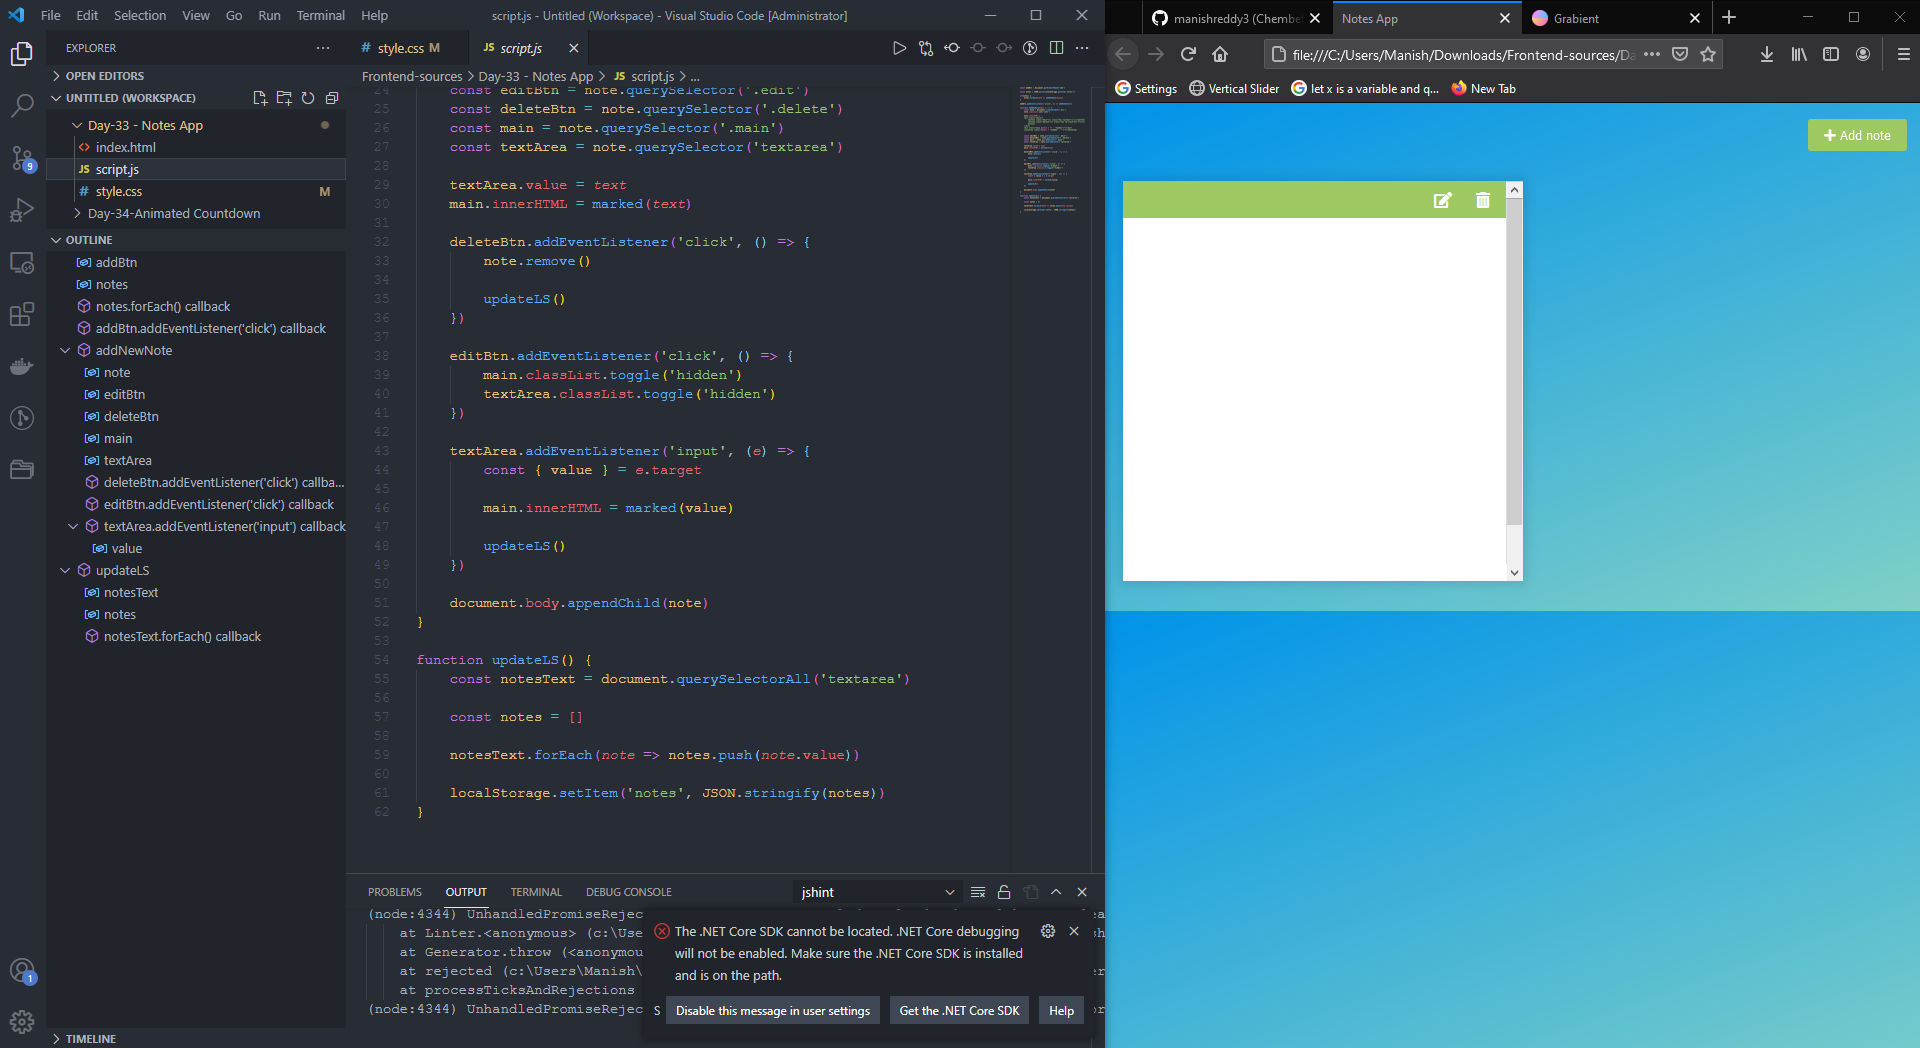 File Edit Selection View Go Run Terminal Help
script.js - Untitled (Workspace) - Visual Studio Code [Administrator]
EXPLORER
OPEN EDITORS
UNTITLED (WORKSPACE)
Day-33 - Notes App
index.html
JS script.js
# style.css M
Day-34-Animated Countdown
OUTLINE
addBtn
notes
notes.forEach() callback
addBtn.addEventListener('click') callback
addNewNote
note
editBtn
deleteBtn
main
textArea
deleteBtn.addEventListener('click') callba...
editBtn.addEventListener('click') callback
textArea.addEventListener('input') callback
value
updateLS
notesText
notes
notesText.forEach() callback
TIMELINE
9
1
# style.css M
JS script.js
Frontend-sources > Day-33 - Notes App > JS script.js > ...
24 const editBtn = note.querySelector('.edit')
25 const deleteBtn = note.querySelector('.delete')
26 const main = note.querySelector('.main')
27 const textArea = note.querySelector('textarea')
28
29 textArea.value = text
30 main.innerHTML = marked(text)
31
32 deleteBtn.addEventListener('click', () => {
33 note.remove()
34
35 updateLS()
36 })
37
38 editBtn.addEventListener('click', () => {
39 main.classList.toggle('hidden')
40 textArea.classList.toggle('hidden')
41 })
42
43 textArea.addEventListener('input', (e) => {
44 const { value } = e.target
45
46 main.innerHTML = marked(value)
47
48 updateLS()
49 })
50
51 document.body.appendChild(note)
52 }
53
54 function updateLS() {
55 const notesText = document.querySelectorAll('textarea')
56
57 const notes = []
58
59 notesText.forEach(note => notes.push(note.value))
60
61 localStorage.setItem('notes', JSON.stringify(notes))
62 }
PROBLEMS OUTPUT TERMINAL DEBUG CONSOLE
jshint
(node:4344) UnhandledPromiseRejec
at Linter.<anonymous> (c:\Use
at Generator.throw (<anonymou
at rejected (c:\Users\Manish\
at processTicksAndRejections
(node:4344) UnhandledPromiseRejec
The .NET Core SDK cannot be located. .NET Core debugging
will not be enabled. Make sure the .NET Core SDK is installed
and is on the path.
S
Disable this message in user settings
Get the .NET Core SDK
Help
manishreddy3 (Chembe
Notes App
Grabient
file:///C:/Users/Manish/Downloads/Frontend-sources/Da
Settings
Vertical Slider
let x is a variable and q...
New Tab
Add note